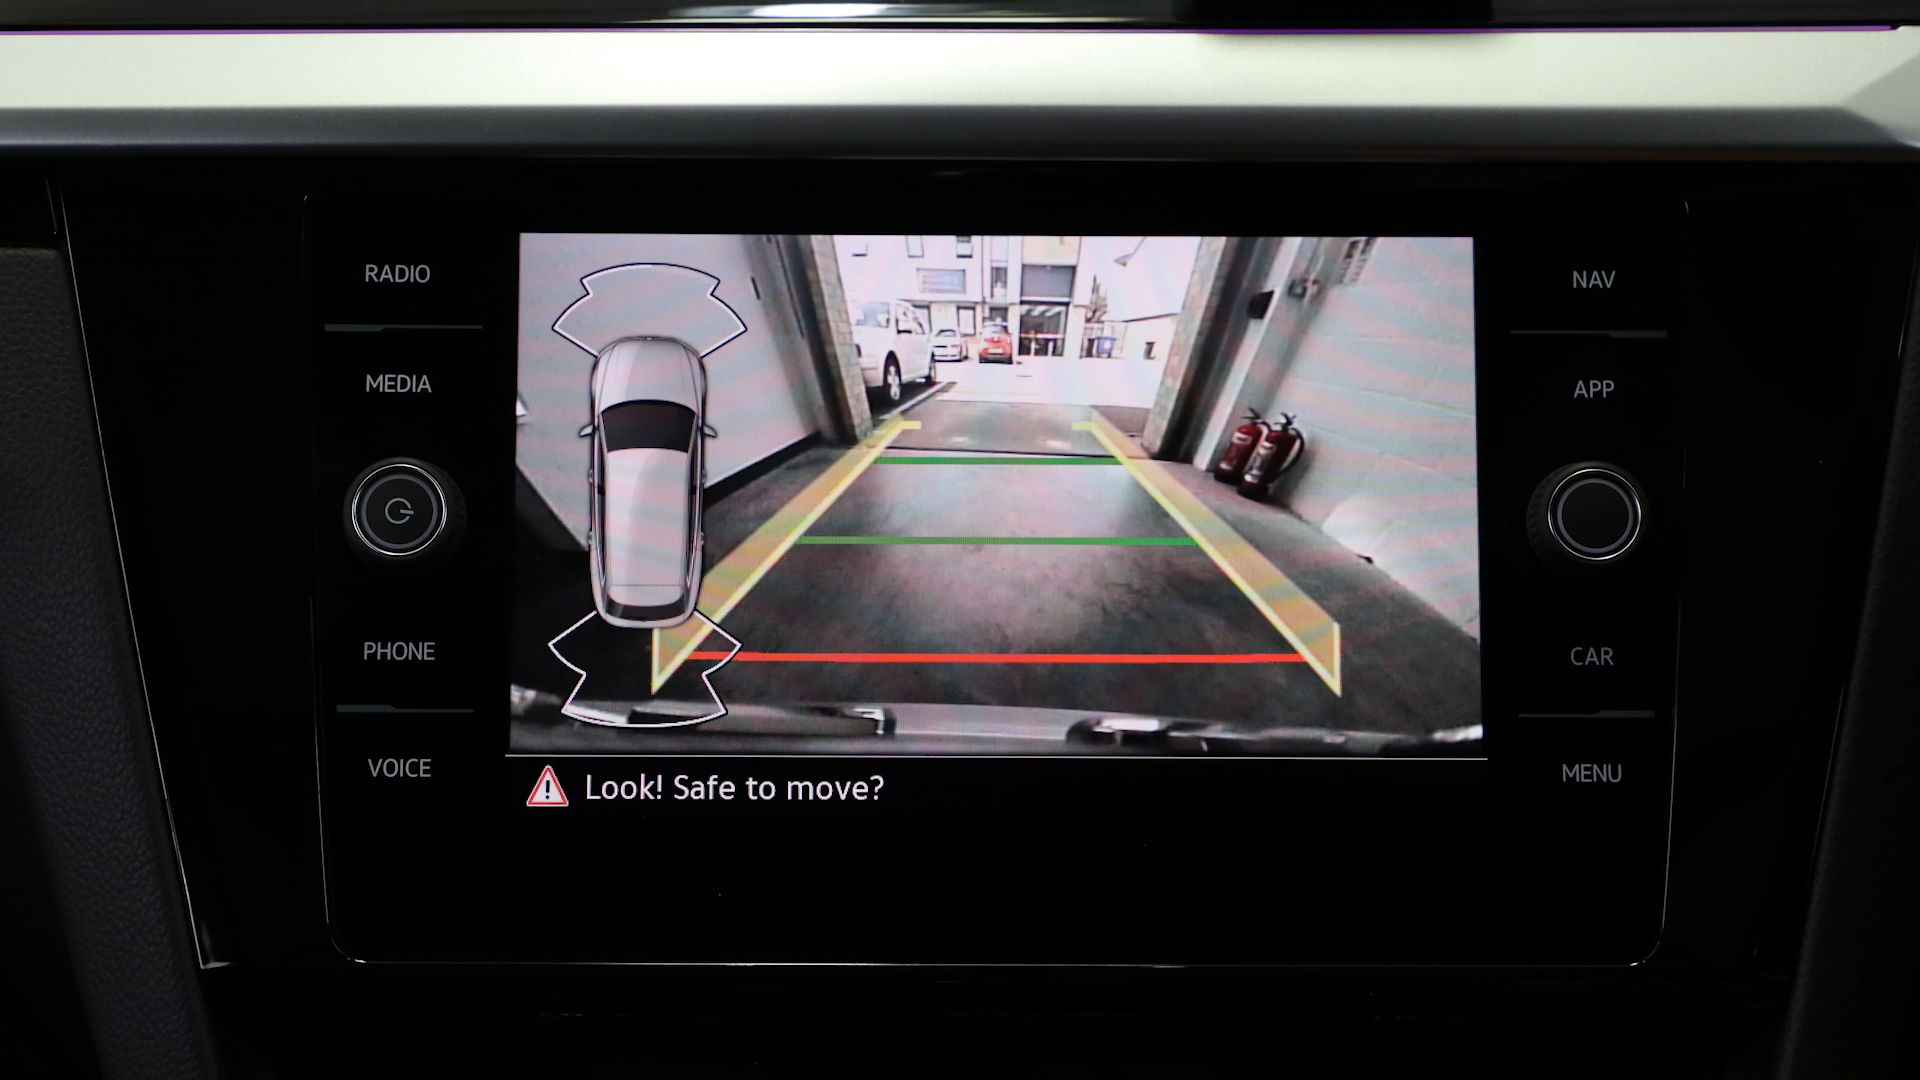 RADIO
MEDIA
PHONE
VOICE
NAV
APP
CAR
MENU
Look! Safe to move?